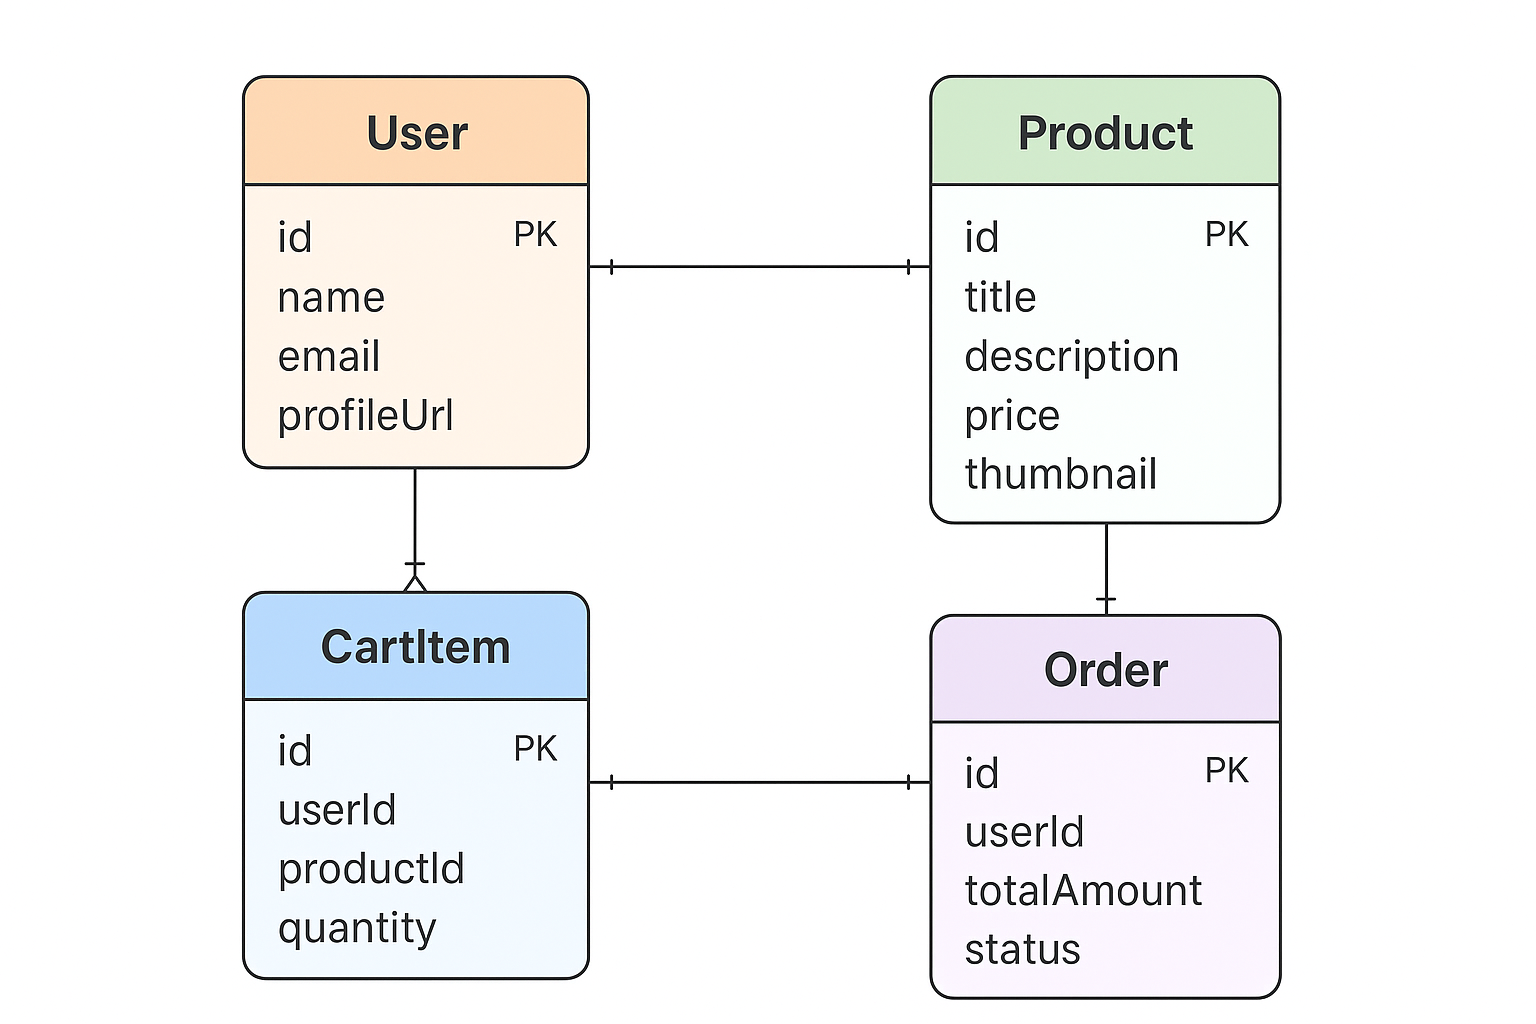 User
id PK
name
email
profileUrl
Product
id PK
title
description
price
thumbnail
CartItem
id PK
userId
productId
quantity
Order
id PK
userId
totalAmount
status